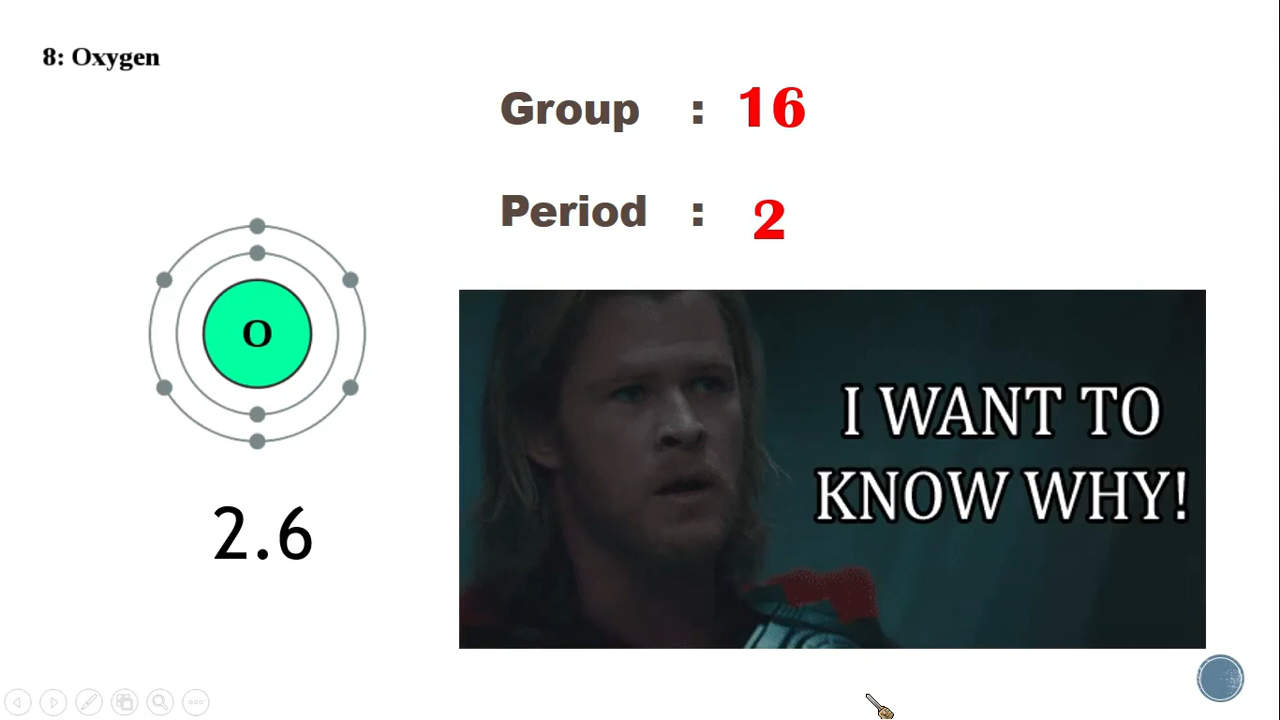 8: Oxygen
Group : 16
Period : 2
O
2.6
I WANT TO
KNOW WHY!